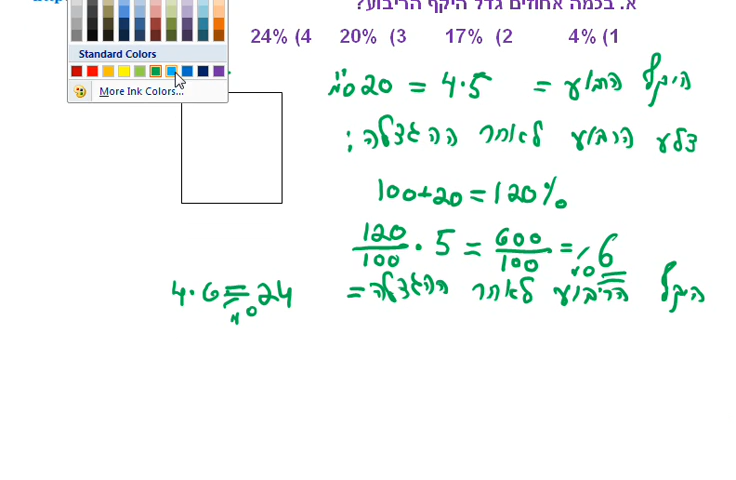 א. בכמה אחוזים גדל היקף הריבוע?
1) 4% 2) 17% 3) 20% 4) 24%
Standard Colors
More Ink Colors...
היקף הרבוע = 4·5 = 20 ס"מ
צלע הרבוע לאחר ההגדלה:
100+20=120%
120/100 · 5 = 600/100 = 6 ס"מ
היקף הריבוע לאחר ההגדלה = 4·6=24 ס"מ